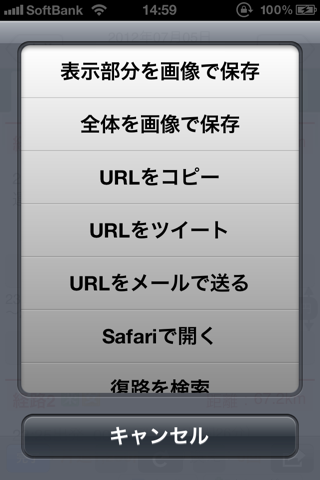 SoftBank 14:59 100%
表示部分を画像で保存
全体を画像で保存
URLをコピー
URLをツイート
URLをメールで送る
Safariで開く
復路を検索
キャンセル